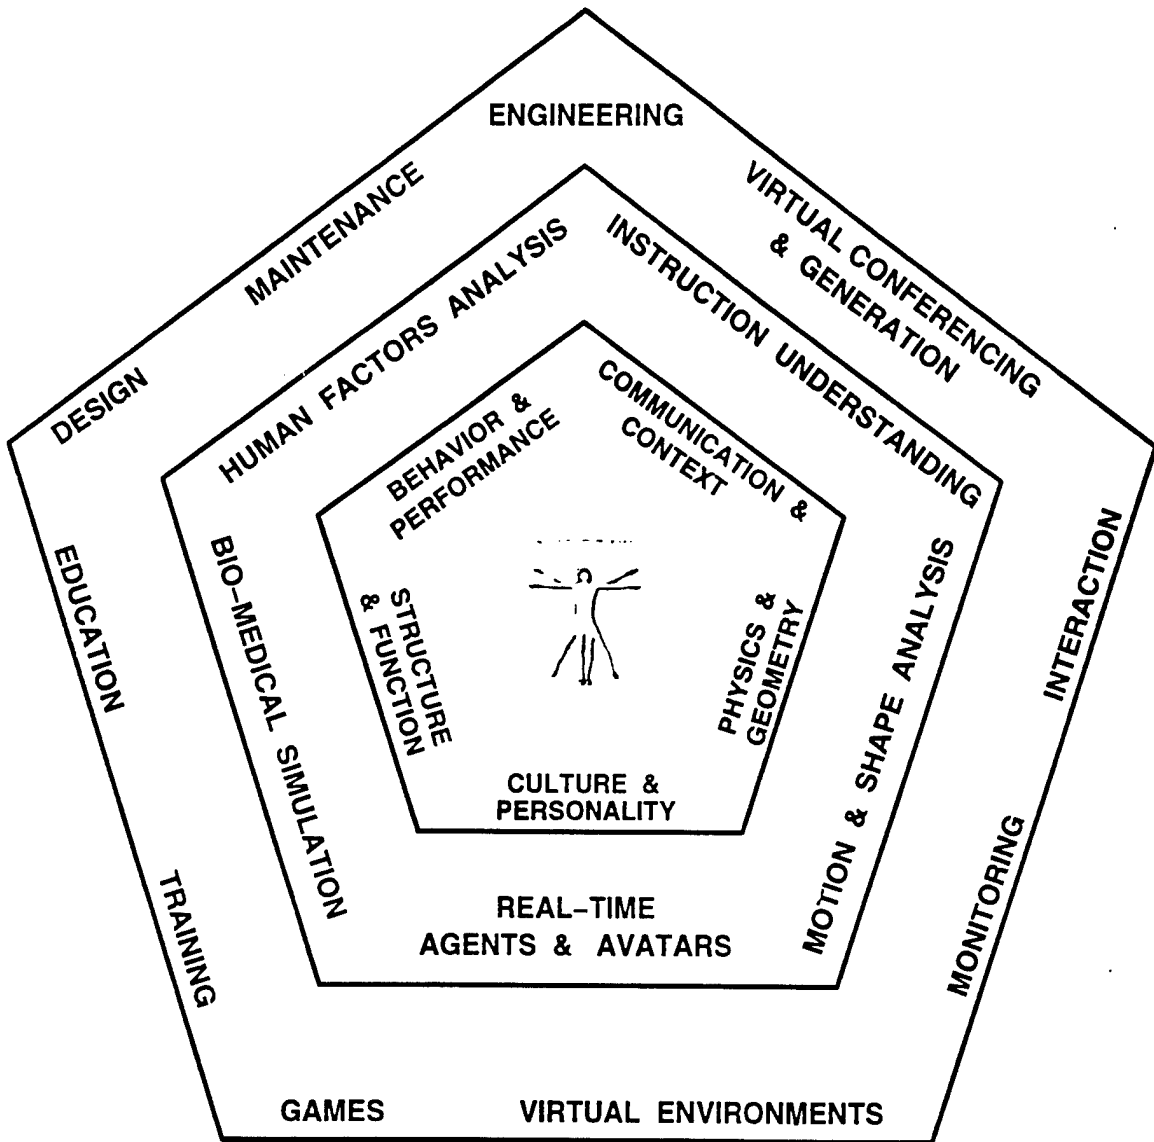 ENGINEERING
MAINTENANCE
DESIGN
VIRTUAL CONFERENCING
& GENERATION
INSTRUCTION UNDERSTANDING
HUMAN FACTORS ANALYSIS
BEHAVIOR &
PERFORMANCE
COMMUNICATION &
CONTEXT
EDUCATION
BIO-MEDICAL SIMULATION
STRUCTURE
& FUNCTION
PHYSICS &
GEOMETRY
MOTION & SHAPE ANALYSIS
INTERACTION
CULTURE &
PERSONALITY
TRAINING
REAL-TIME
AGENTS & AVATARS
MONITORING
GAMES
VIRTUAL ENVIRONMENTS